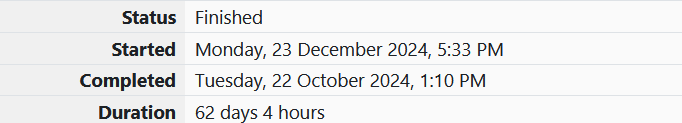 Status Finished
Started Monday, 23 December 2024, 5:33 PM
Completed Tuesday, 22 October 2024, 1:10 PM
Duration 62 days 4 hours